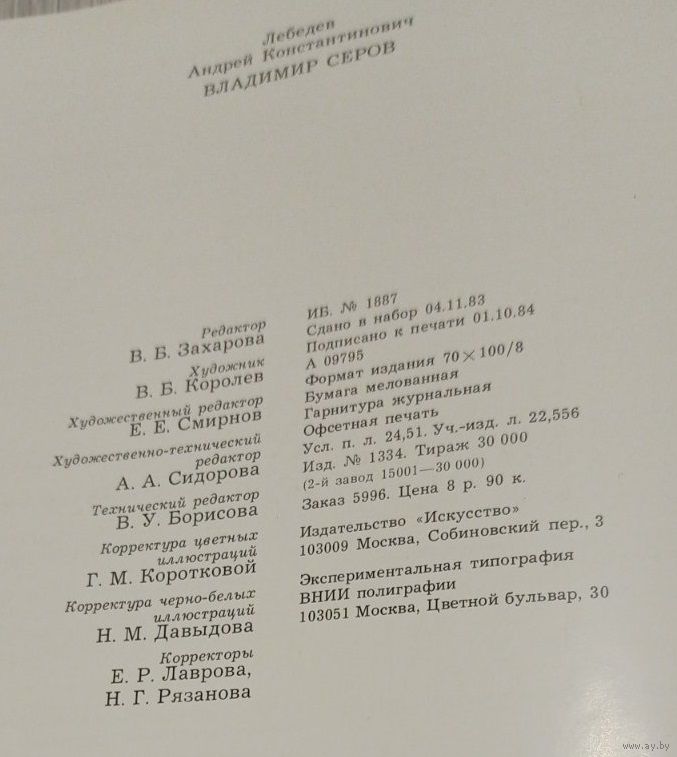 Лебедев
Андрей Константинович
ВЛАДИМИР СЕРОВ
Редактор
В. Б. Захарова
Художник
В. Б. Королев
Художественный редактор
Е. Е. Смирнов
Художественно-технический
редактор
А. А. Сидорова
Технический редактор
В. У. Борисова
Корректура цветных
иллюстраций
Г. М. Коротковой
Корректура черно-белых
иллюстраций
Н. М. Давыдова
Корректоры
Е. Р. Лаврова,
Н. Г. Рязанова
ИБ. № 1887
Сдано в набор 04.11.83
Подписано к печати 01.10.84
А 09795
Формат издания 70×100/8
Бумага мелованная
Гарнитура журнальная
Офсетная печать
Усл. п. л. 24,51. Уч.-изд. л. 22,556
Изд. № 1334. Тираж 30 000
(2-й завод 15001—30 000)
Заказ 5996. Цена 8 р. 90 к.
Издательство «Искусство»
103009 Москва, Собиновский пер., 3
Экспериментальная типография
ВНИИ полиграфии
103051 Москва, Цветной бульвар, 30
www.ay.by